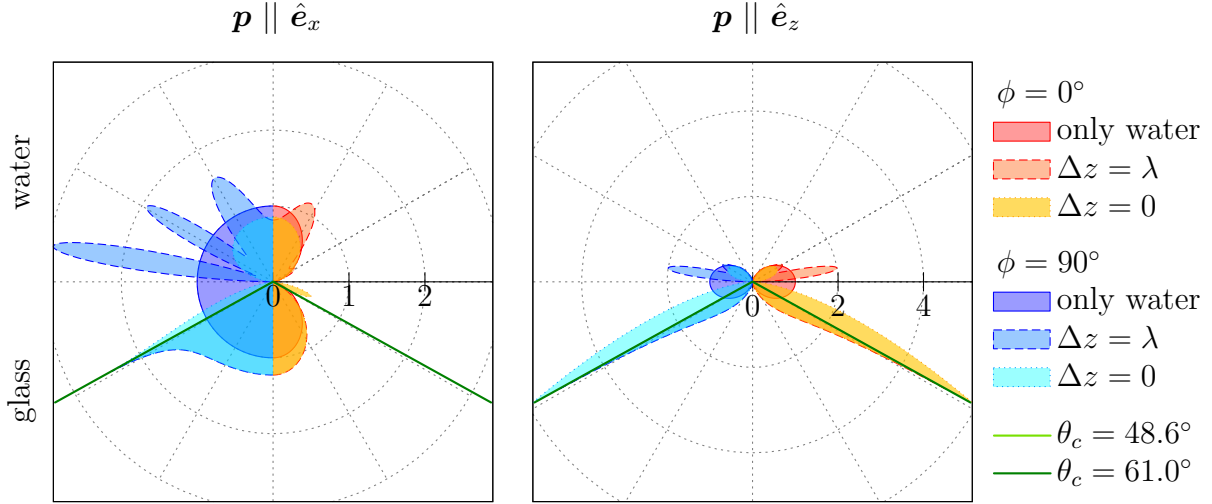 p || ê_x
p || ê_z
water
glass
0
1
2
0
2
4
ϕ = 0°
only water
Δz = λ
Δz = 0
ϕ = 90°
only water
Δz = λ
Δz = 0
θ_c = 48.6°
θ_c = 61.0°